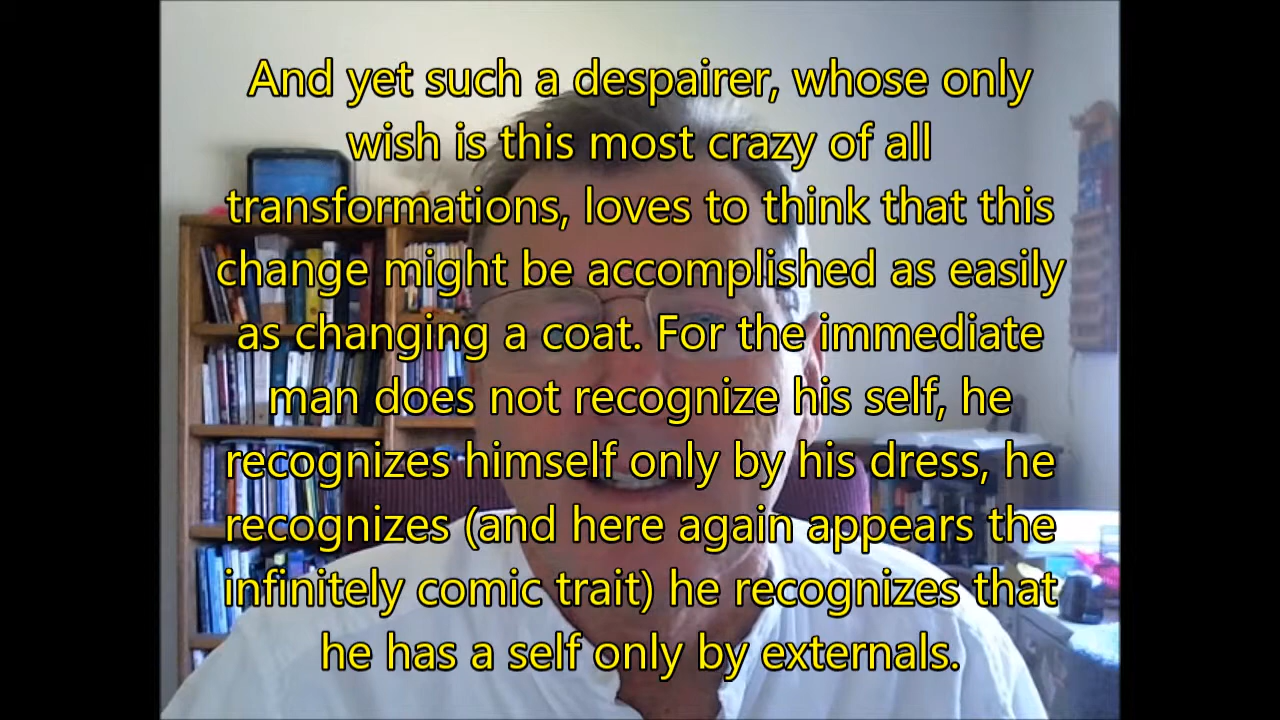 And yet such a despairer, whose only
wish is this most crazy of all
transformations, loves to think that this
change might be accomplished as easily
as changing a coat. For the immediate
man does not recognize his self, he
recognizes himself only by his dress, he
recognizes (and here again appears the
infinitely comic trait) he recognizes that
he has a self only by externals.